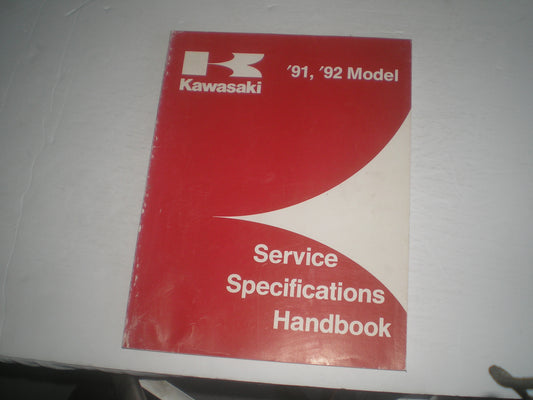 Kawasaki
'91, '92 Model
Service
Specifications
Handbook